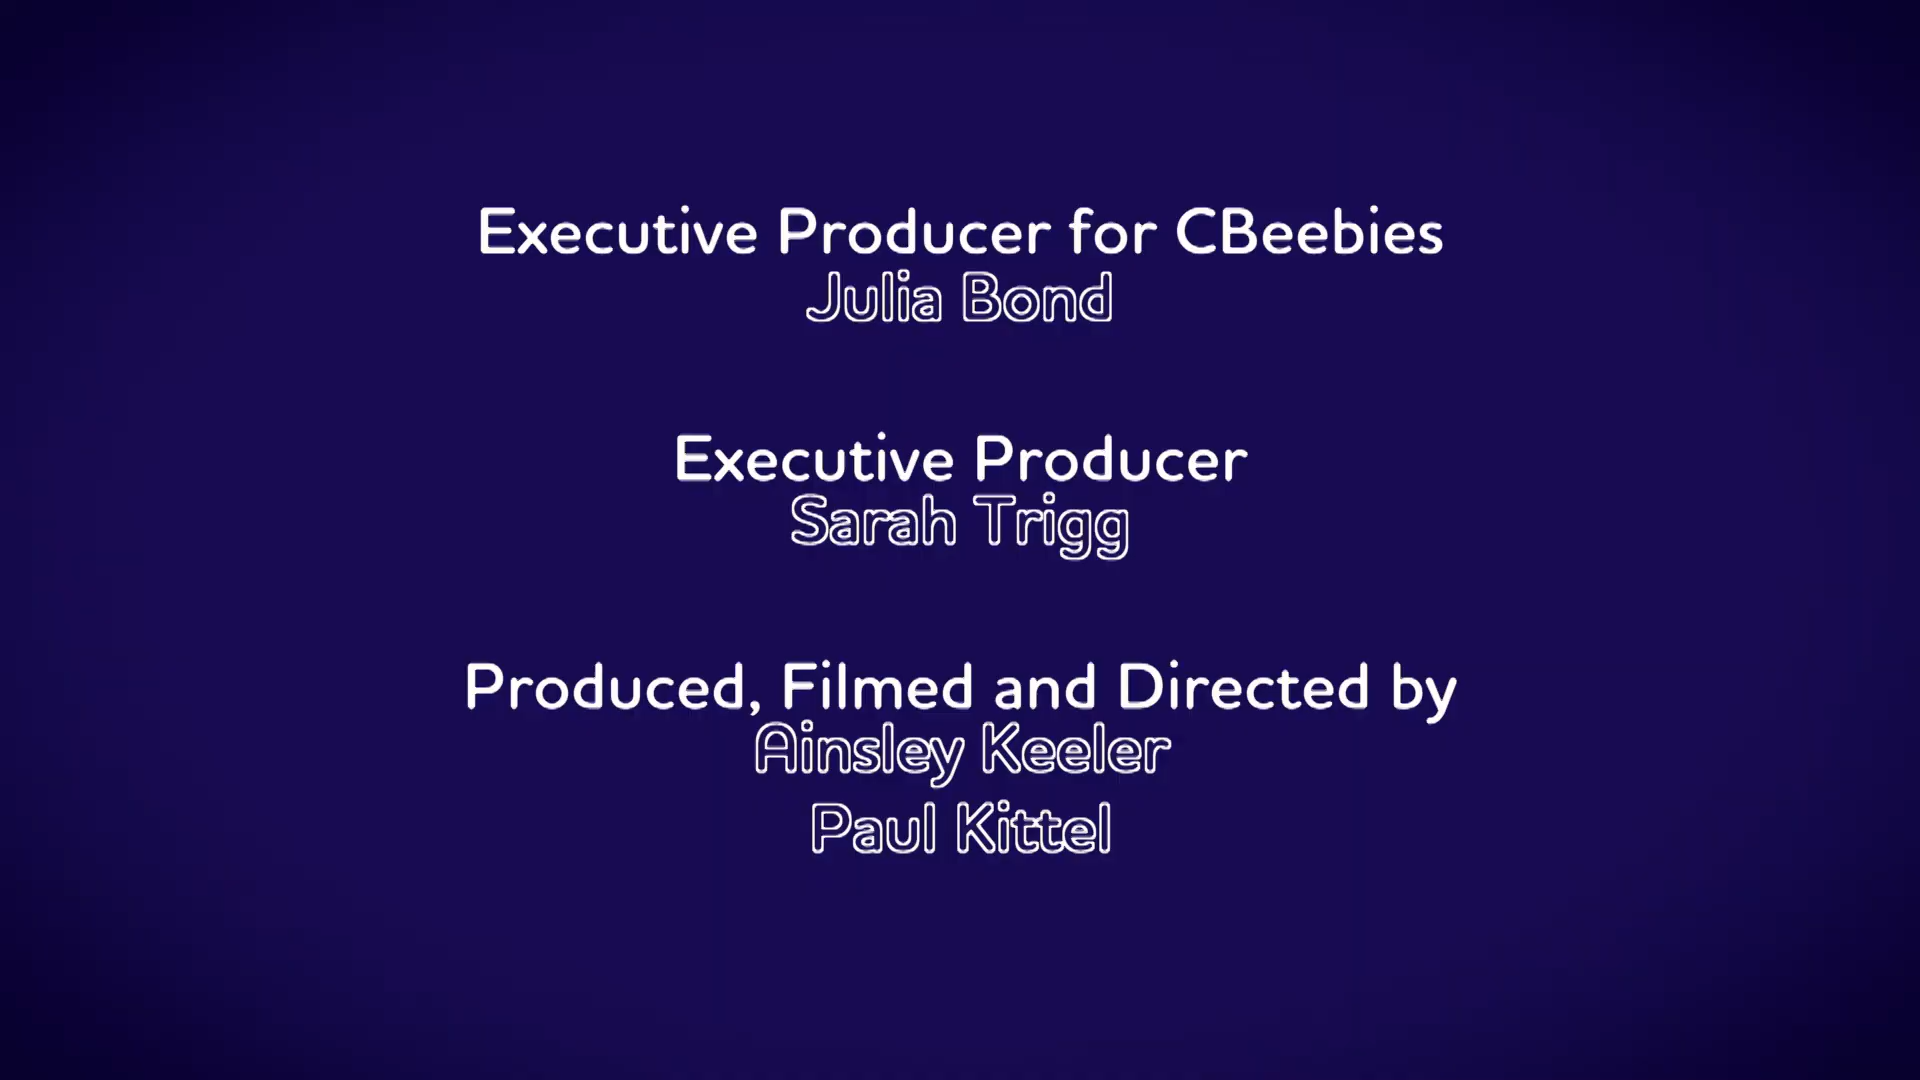 Executive Producer for CBeebies
Julia Bond
Executive Producer
Sarah Trigg
Produced, Filmed and Directed by
Ainsley Keeler
Paul Kittel